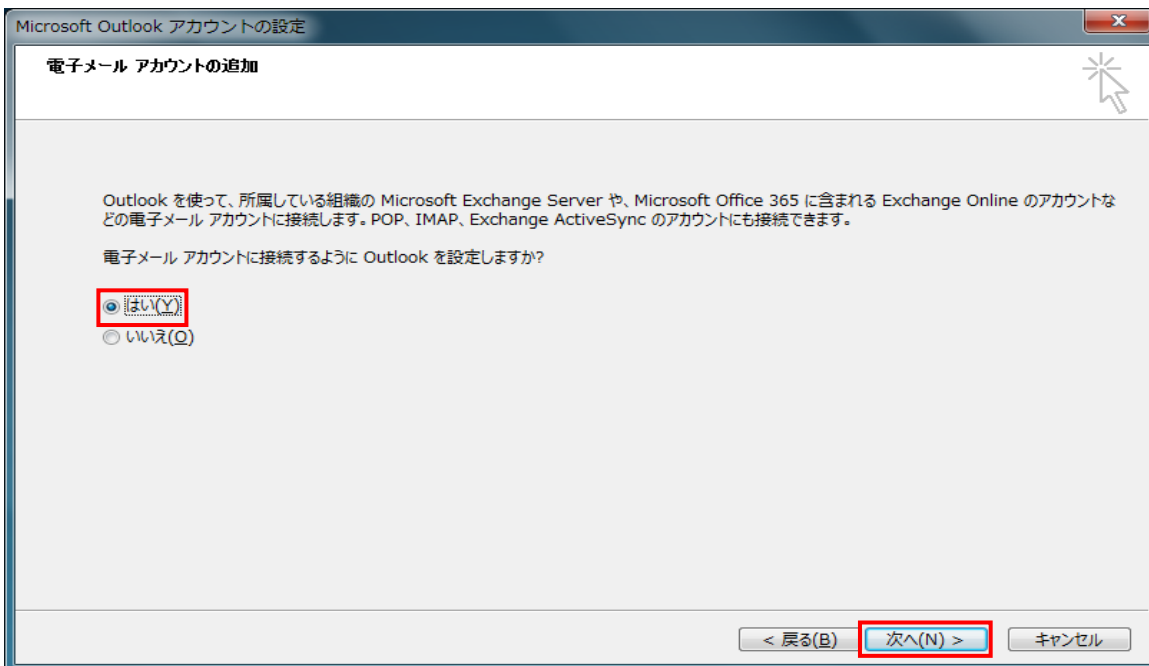 Microsoft Outlook アカウントの設定
電子メール アカウントの追加
Outlook を使って、所属している組織の Microsoft Exchange Server や、Microsoft Office 365 に含まれる Exchange Online のアカウントな
どの電子メール アカウントに接続します。POP、IMAP、Exchange ActiveSync のアカウントにも接続できます。
電子メール アカウントに接続するように Outlook を設定しますか?
はい(Y)
いいえ(O)
< 戻る(B) 次へ(N) > キャンセル